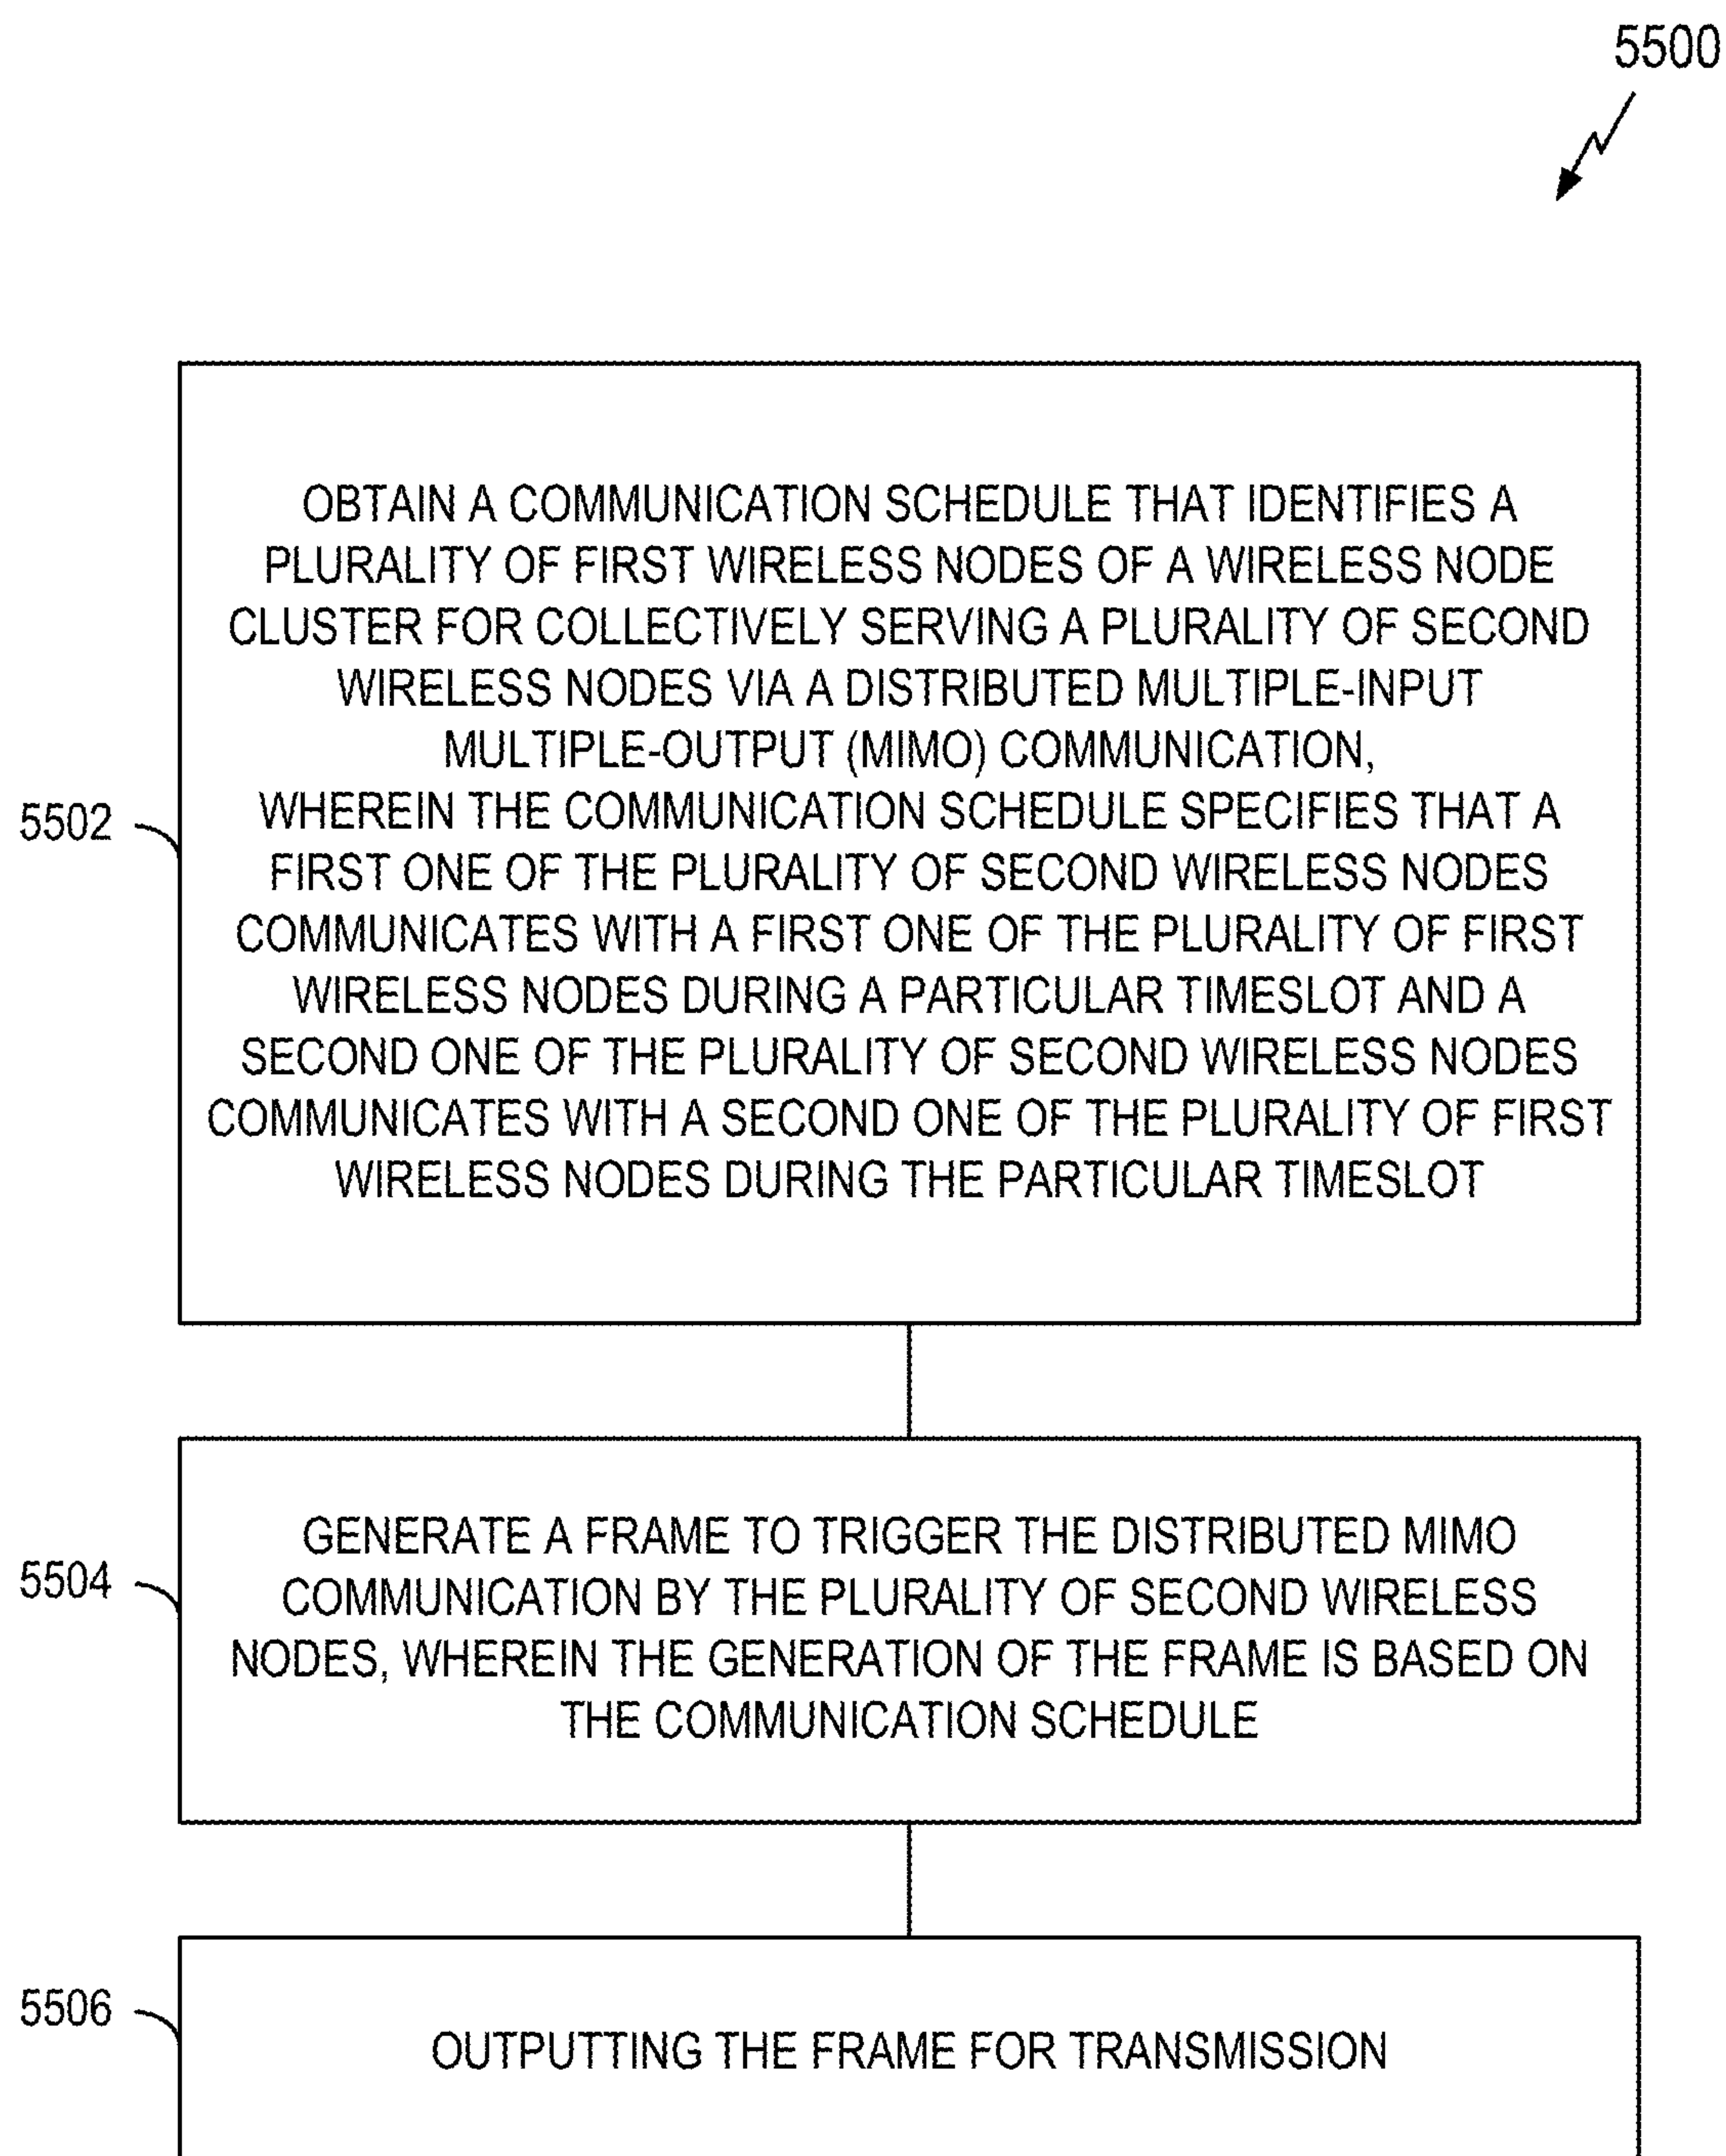 5500
OBTAIN A COMMUNICATION SCHEDULE THAT IDENTIFIES A
PLURALITY OF FIRST WIRELESS NODES OF A WIRELESS NODE
CLUSTER FOR COLLECTIVELY SERVING A PLURALITY OF SECOND
WIRELESS NODES VIA A DISTRIBUTED MULTIPLE-INPUT
MULTIPLE-OUTPUT (MIMO) COMMUNICATION,
WHEREIN THE COMMUNICATION SCHEDULE SPECIFIES THAT A
FIRST ONE OF THE PLURALITY OF SECOND WIRELESS NODES
COMMUNICATES WITH A FIRST ONE OF THE PLURALITY OF FIRST
WIRELESS NODES DURING A PARTICULAR TIMESLOT AND A
SECOND ONE OF THE PLURALITY OF SECOND WIRELESS NODES
COMMUNICATES WITH A SECOND ONE OF THE PLURALITY OF FIRST
WIRELESS NODES DURING THE PARTICULAR TIMESLOT
5502
GENERATE A FRAME TO TRIGGER THE DISTRIBUTED MIMO
COMMUNICATION BY THE PLURALITY OF SECOND WIRELESS
NODES, WHEREIN THE GENERATION OF THE FRAME IS BASED ON
THE COMMUNICATION SCHEDULE
5504
OUTPUTTING THE FRAME FOR TRANSMISSION
5506